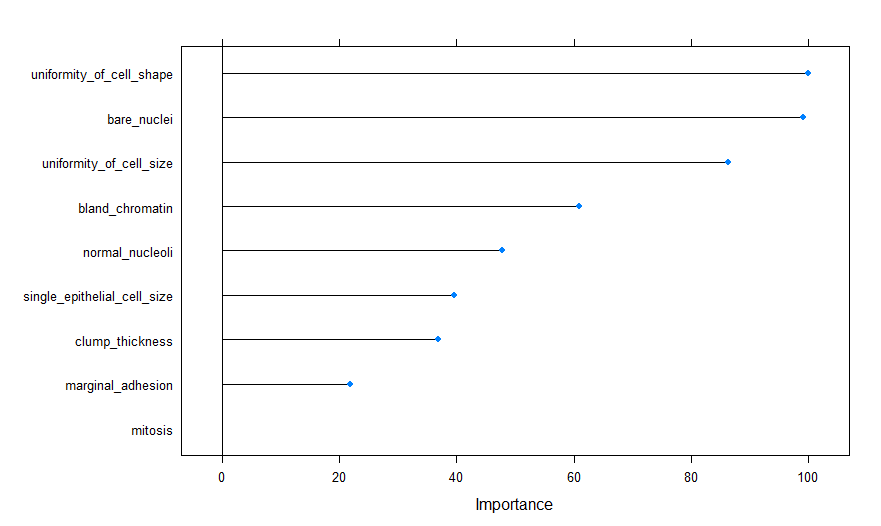 uniformity_of_cell_shape
bare_nuclei
uniformity_of_cell_size
bland_chromatin
normal_nucleoli
single_epithelial_cell_size
clump_thickness
marginal_adhesion
mitosis
0 20 40 60 80 100
Importance